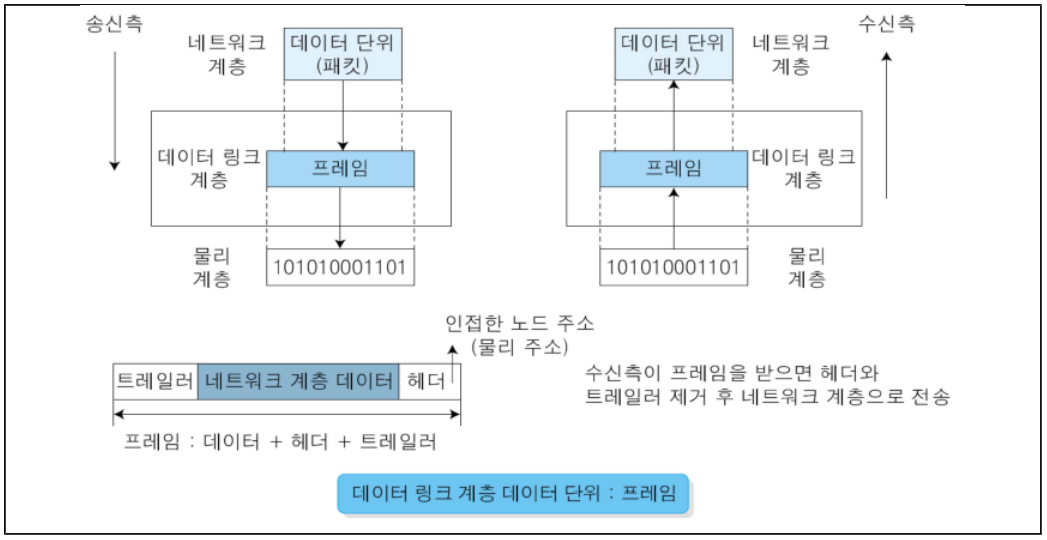 송신측
네트워크
계층
데이터 단위
(패킷)
데이터 링크
계층
프레임
물리
계층
101010001101
수신측
데이터 단위
(패킷)
네트워크
계층
프레임
데이터 링크
계층
101010001101
물리
계층
인접한 노드 주소
(물리 주소)
트레일러 네트워크 계층 데이터 헤더
프레임 : 데이터 + 헤더 + 트레일러
수신측이 프레임을 받으면 헤더와
트레일러 제거 후 네트워크 계층으로 전송
데이터 링크 계층 데이터 단위 : 프레임